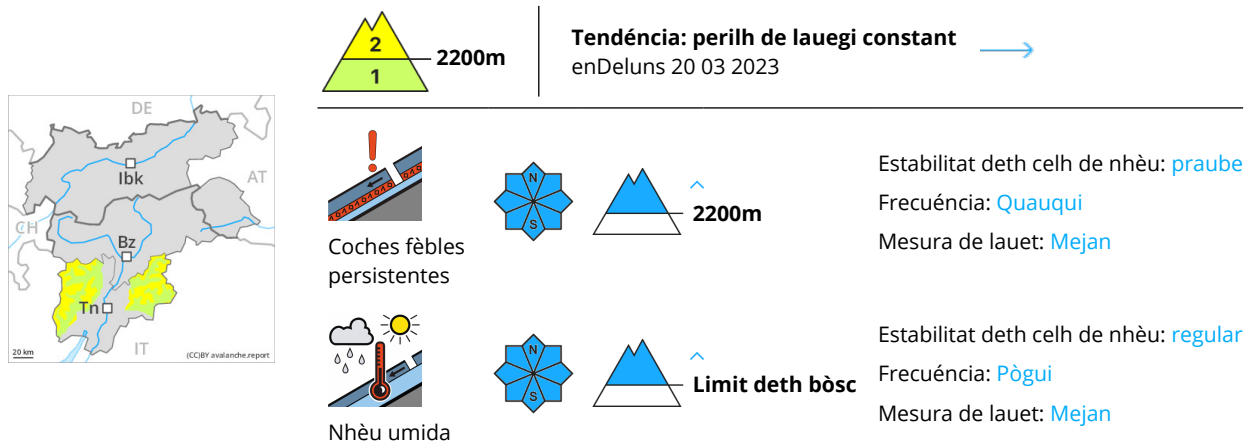 2
1
2200m
Tendéncia: perilh de lauegi constant
enDeluns 20 03 2023
DE
AT
CH
IT
Ibk
Bz
Tn
20 km
(CC)BY avalanche.report
Coches fèbles
persistentes
N
S
2200m
Estabilitat deth celh de nhèu: praube
Frecuéncia: Quauqui
Mesura de lauet: Mejan
Nhèu umida
N
S
Limit deth bòsc
Estabilitat deth celh de nhèu: regular
Frecuéncia: Pògui
Mesura de lauet: Mejan